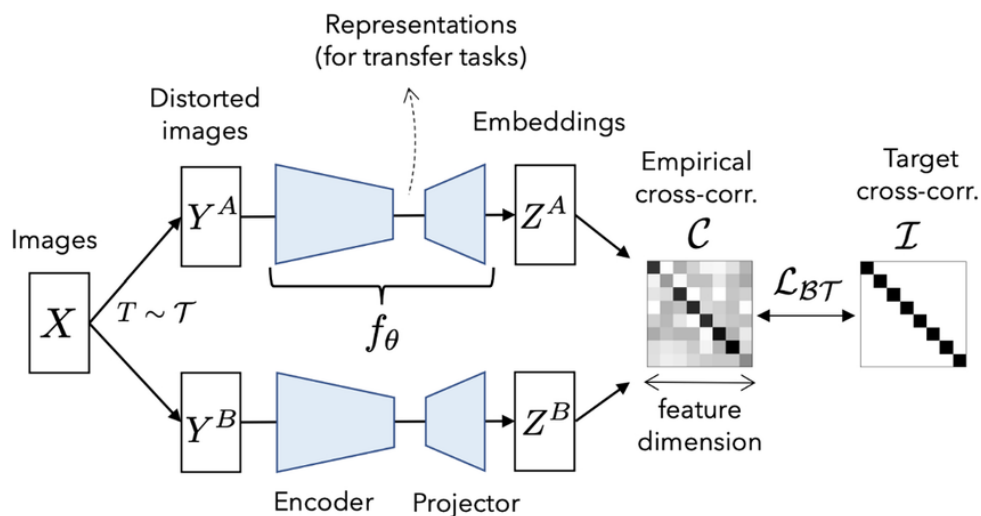 Representations
(for transfer tasks)
Distorted
images
Embeddings
Empirical
cross-corr.
Target
cross-corr.
Images
Y^A
Z^A
𝒞
ℐ
X
T ~ 𝒯
ℒ_ℬ𝒯
f_θ
Y^B
Z^B
feature
dimension
Encoder
Projector